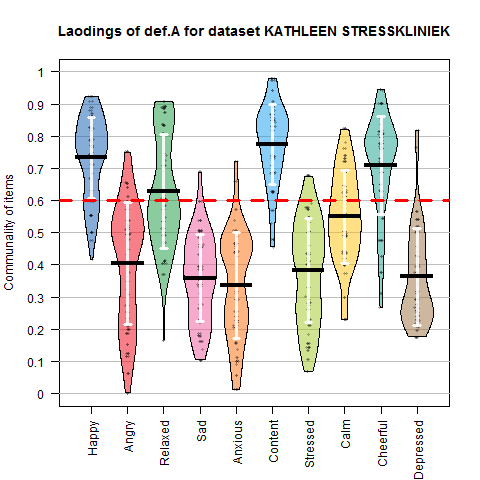 Laodings of def.A for dataset KATHLEEN STRESSKLINIEK
Communality of items
1
0.9
0.8
0.7
0.6
0.5
0.4
0.3
0.2
0.1
0
Happy
Angry
Relaxed
Sad
Anxious
Content
Stressed
Calm
Cheerful
Depressed